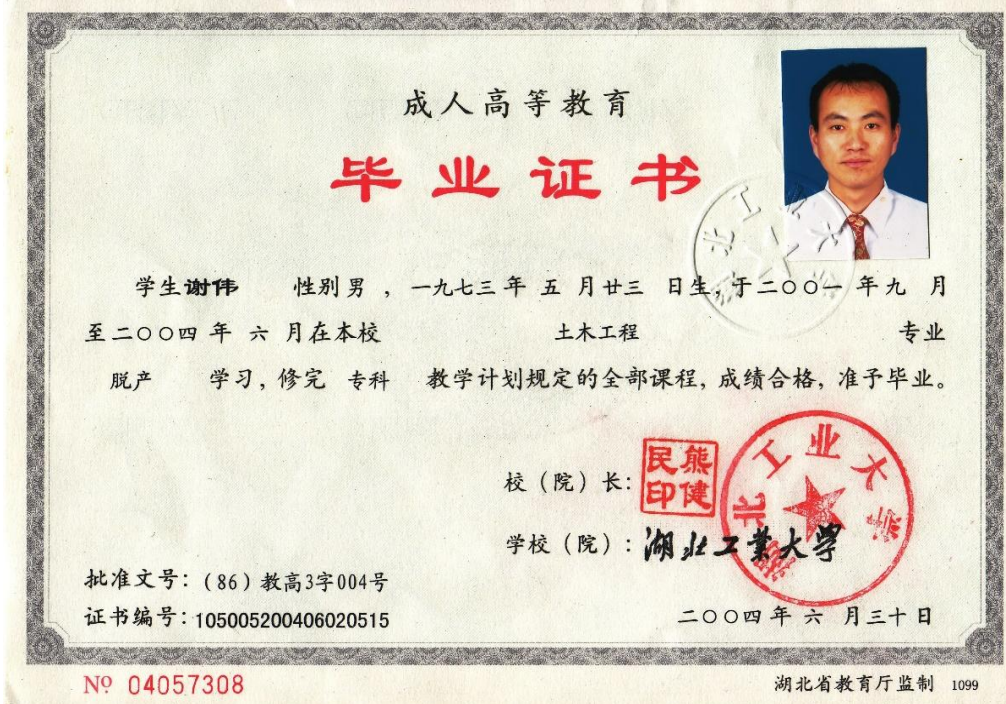 成人高等教育
毕业证书
学生谢伟 性别男 ，一九七三年 五 月廿三 日生，于二〇〇一 年九 月
至二〇〇四 年 六 月在本校 土木工程 专业
脱产 学习，修完 专科 教学计划规定的全部课程，成绩合格，准予毕业。
校（院）长：
熊健民印
学校（院）：湖北工業大學
湖北工业大学
批准文号：（86）教高3字004号
证书编号：105005200406020515
二〇〇四 年 六 月三十日
Nº 04057308
湖北省教育厅监制 1099